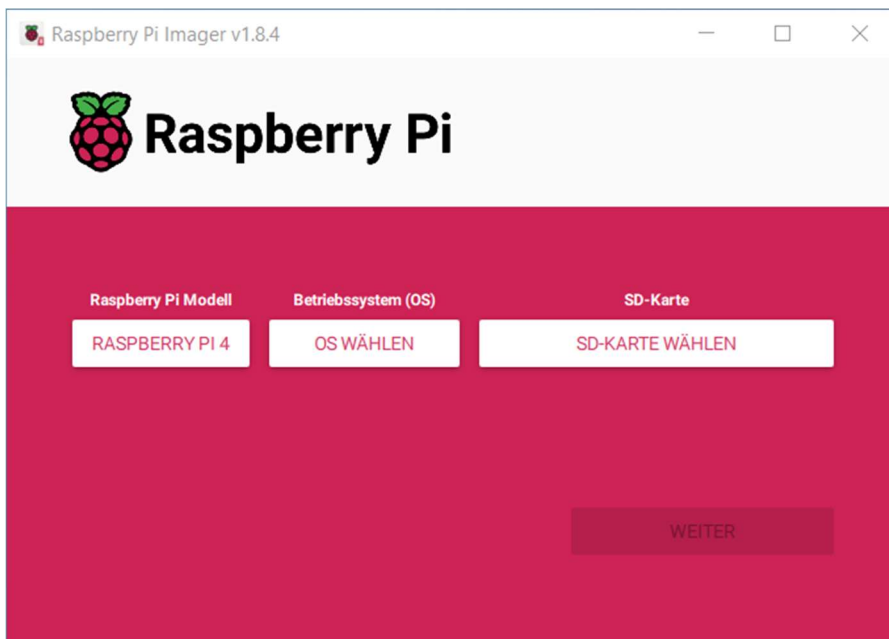 Raspberry Pi Imager v1.8.4
Raspberry Pi
Raspberry Pi Modell Betriebssystem (OS) SD-Karte
RASPBERRY PI 4 OS WÄHLEN SD-KARTE WÄHLEN
WEITER